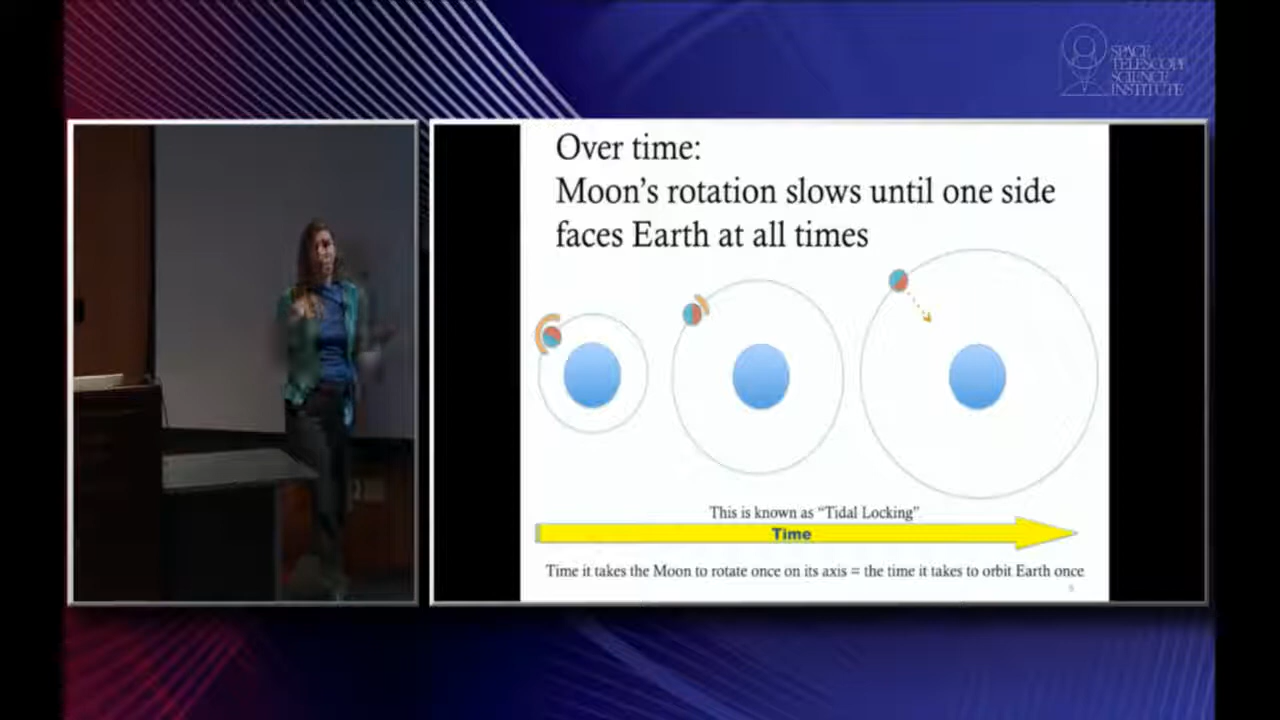 SPACE
TELESCOPE
SCIENCE
INSTITUTE
Over time:
Moon's rotation slows until one side
faces Earth at all times
This is known as “Tidal Locking”
Time
Time it takes the Moon to rotate once on its axis = the time it takes to orbit Earth once